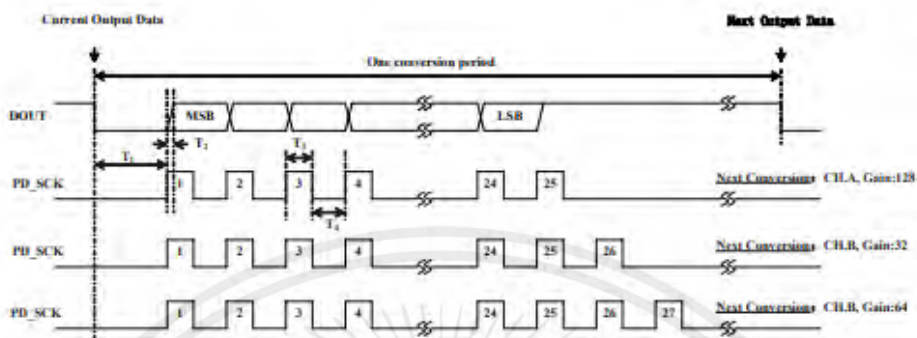 Current Output Data Next Output Data
One conversion period
DOUT MSB LSB
T₁ T₂ T₃
PD_SCK 1 2 3 4 24 25 Next Conversion: CH.A, Gain:128
T₄
PD_SCK 1 2 3 4 24 25 26 Next Conversion: CH.B, Gain:32
PD_SCK 1 2 3 4 24 25 26 27 Next Conversion: CH.B, Gain:64